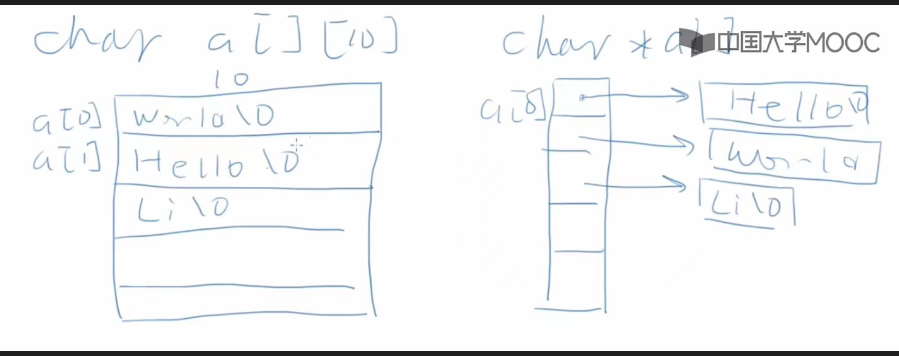 char a[][10]
char *a[]
中国大学MOOC
10
a[0] World\0
a[1] Hello\0
Li\0
a[0]
Hello\0
World
Li\0